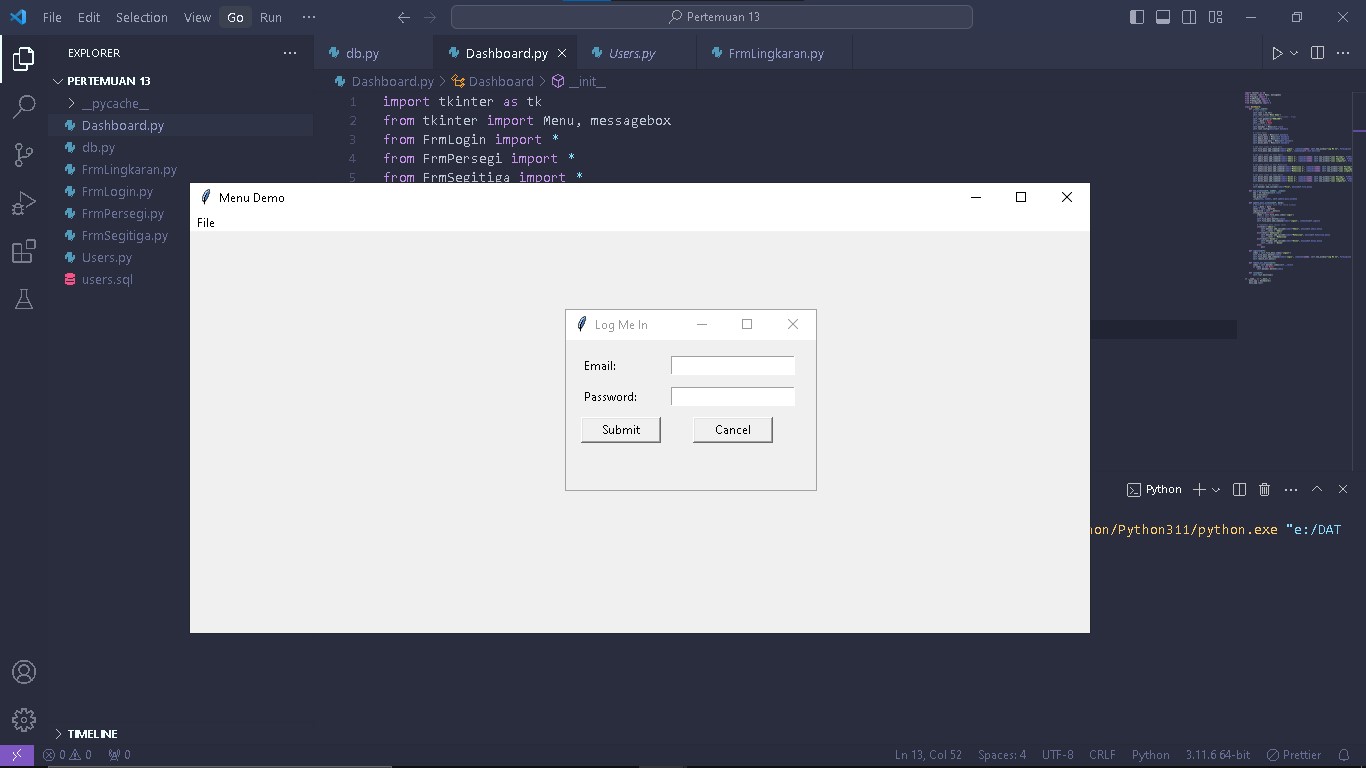 File Edit Selection View Go Run ··· Pertemuan 13
EXPLORER ···
db.py Dashboard.py Users.py FrmLingkaran.py
PERTEMUAN 13
Dashboard.py > Dashboard > __init__
__pycache__
Dashboard.py
db.py
FrmLingkaran.py
FrmLogin.py
FrmPersegi.py
FrmSegitiga.py
Users.py
users.sql
1 import tkinter as tk
2 from tkinter import Menu, messagebox
3 from FrmLogin import *
4 from FrmPersegi import *
5 from FrmSegitiga import *
Menu Demo
File
Log Me In
Email:
Password:
Submit Cancel
Python
on/Python311/python.exe "e:/DAT
TIMELINE
0 0 0 Ln 13, Col 52 Spaces: 4 UTF-8 CRLF Python 3.11.6 64-bit Prettier